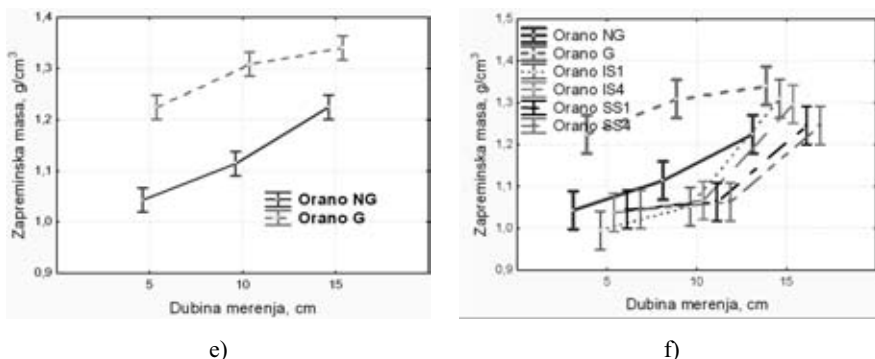 1,4
1,3
1,2
1,1
1,0
0,9
Zapreminska masa, g/cm³
5
10
15
Dubina merenja, cm
Orano NG
Orano G
e)
1,5
1,4
1,3
1,2
1,1
1,0
0,9
Zapreminska masa, g/cm³
5
10
15
Dubina merenja, cm
Orano NG
Orano G
Orano IS1
Orano IS4
Orano SS1
Orano SS4
f)